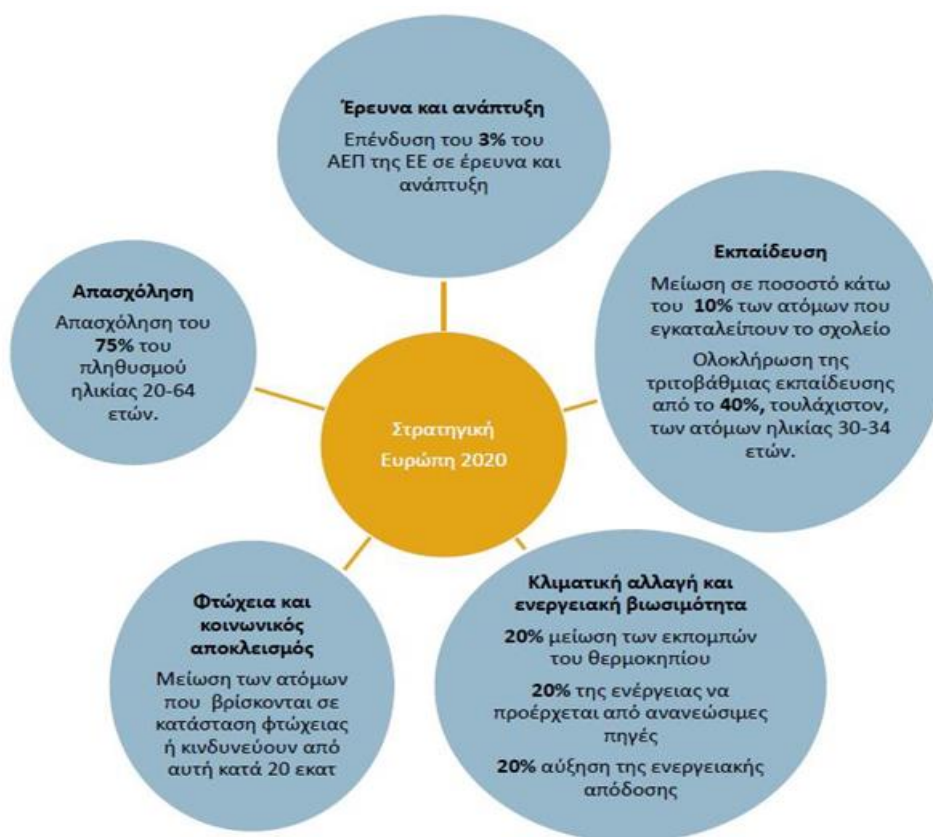 Έρευνα και ανάπτυξη
Επένδυση του 3% του
ΑΕΠ της ΕΕ σε έρευνα και
ανάπτυξη
Εκπαίδευση
Μείωση σε ποσοστό κάτω
του 10% των ατόμων που
εγκαταλείπουν το σχολείο
Ολοκλήρωση της
τριτοβάθμιας εκπαίδευσης
από το 40%, τουλάχιστον,
των ατόμων ηλικίας 30-34
ετών.
Απασχόληση
Απασχόληση του
75% του
πληθυσμού
ηλικίας 20-64
ετών.
Στρατηγική
Ευρώπη 2020
Φτώχεια και
κοινωνικός
αποκλεισμός
Μείωση των ατόμων
που βρίσκονται σε
κατάσταση φτώχειας
ή κινδυνεύουν από
αυτή κατά 20 εκατ
Κλιματική αλλαγή και
ενεργειακή βιωσιμότητα
20% μείωση των εκπομπών
του θερμοκηπίου
20% της ενέργειας να
προέρχεται από ανανεώσιμες
πηγές
20% αύξηση της ενεργειακής
απόδοσης